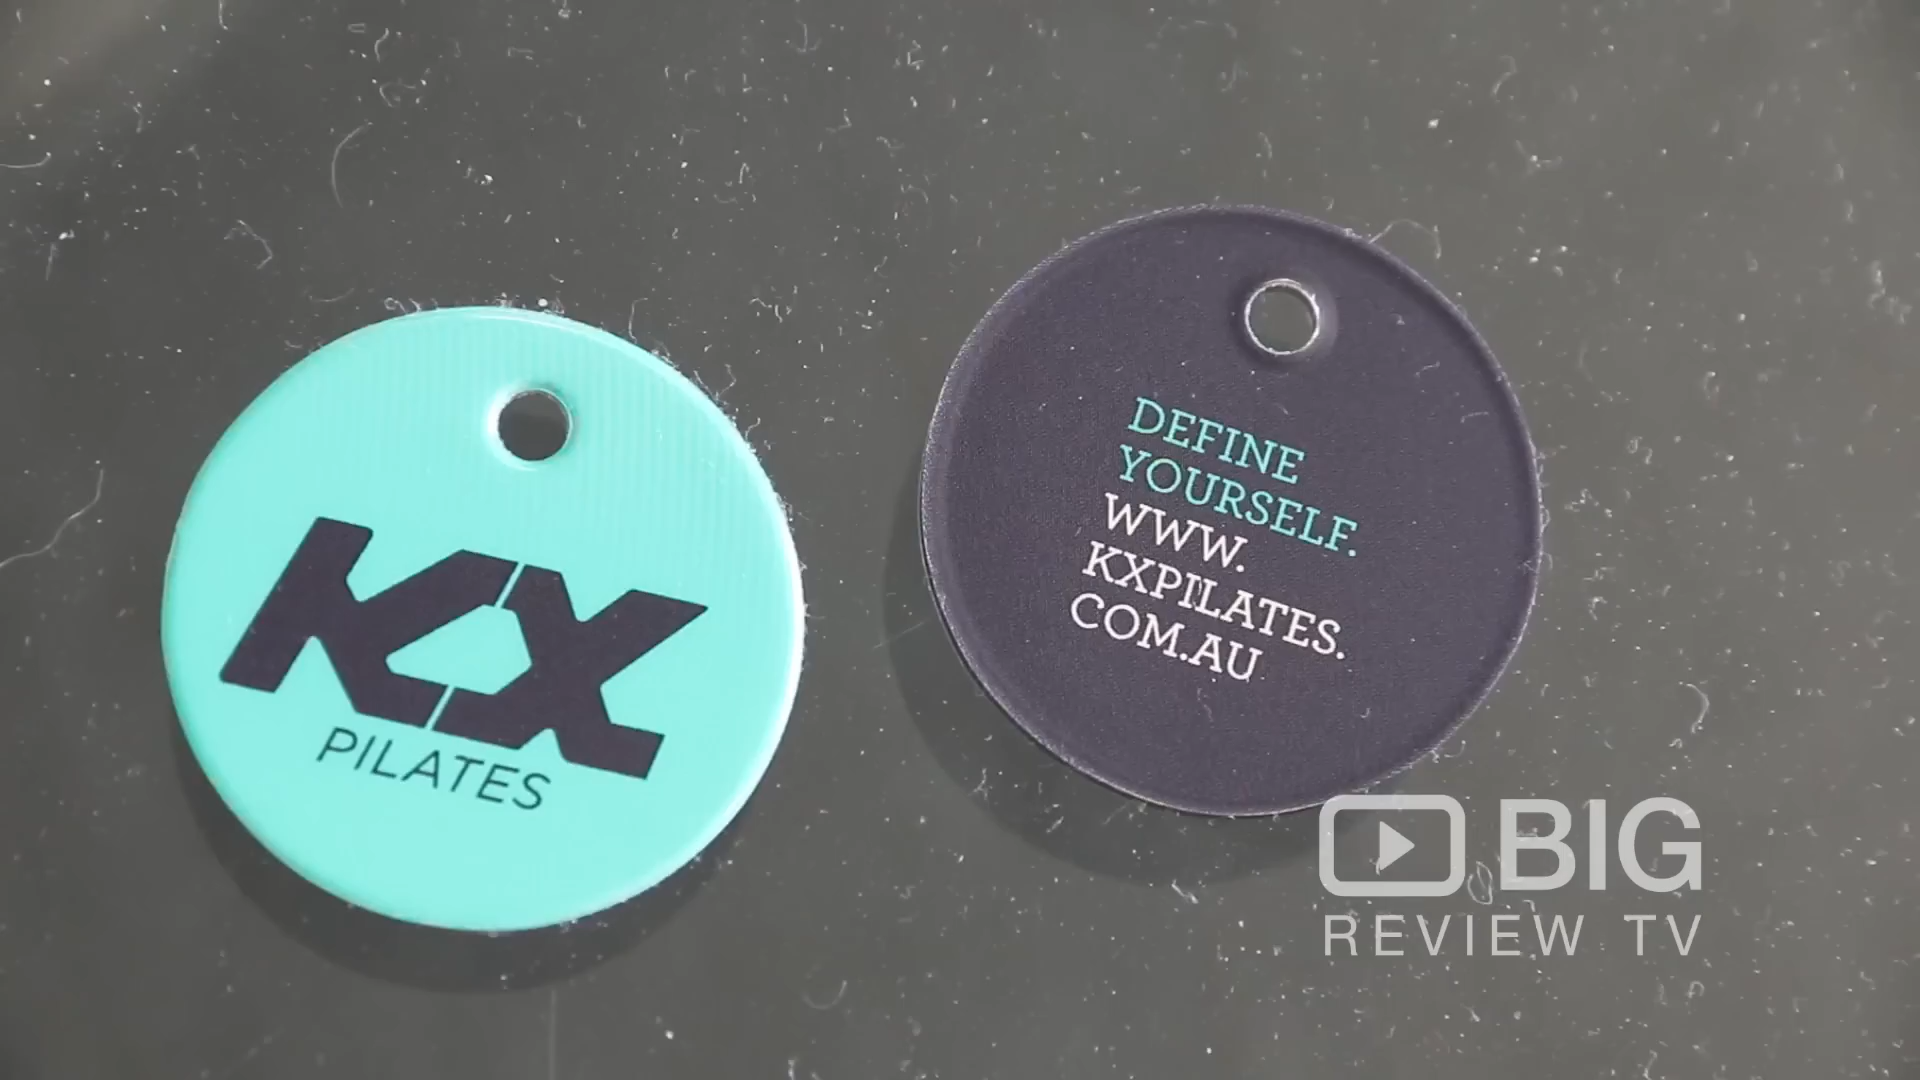 KX
PILATES
DEFINE
YOURSELF.
WWW.
KXPILATES.
COM.AU
BIG
REVIEW TV